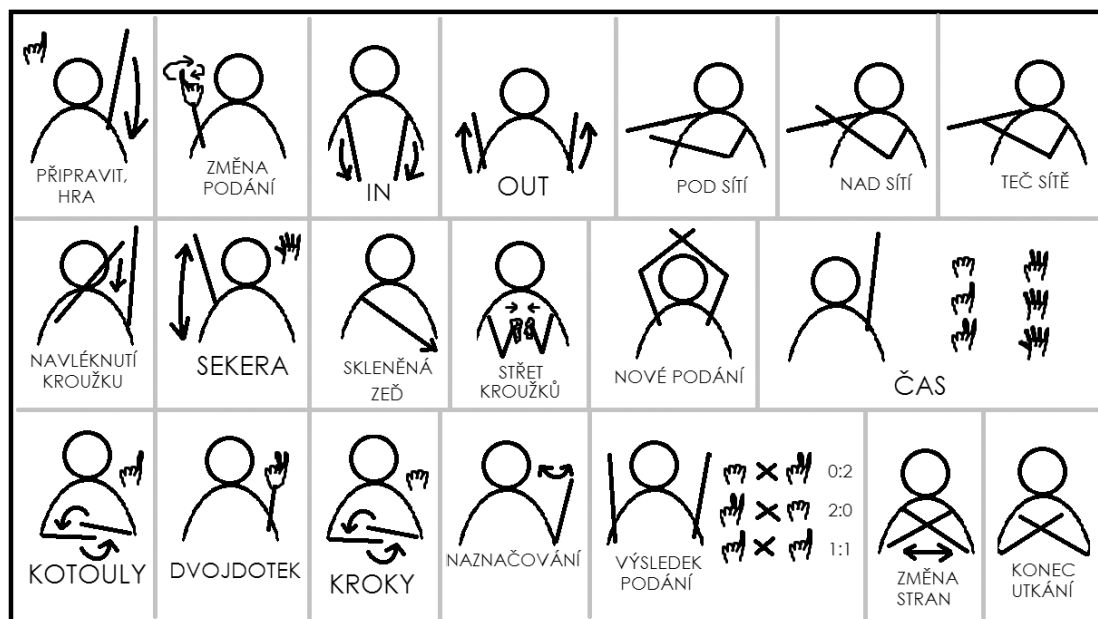 PŘIPRAVIT,
HRA
ZMĚNA
PODÁNÍ
IN
OUT
POD SÍTÍ
NAD SÍTÍ
TEČ SÍTĚ
NAVLÉKNUTÍ
KROUŽKU
SEKERA
SKLENĚNÁ
ZEĎ
STŘET
KROUŽKŮ
NOVÉ PODÁNÍ
ČAS
KOTOULY
DVOJDOTEK
KROKY
NAZNAČOVÁNÍ
VÝSLEDEK
PODÁNÍ
0:2
2:0
1:1
ZMĚNA
STRAN
KONEC
UTKÁNÍ